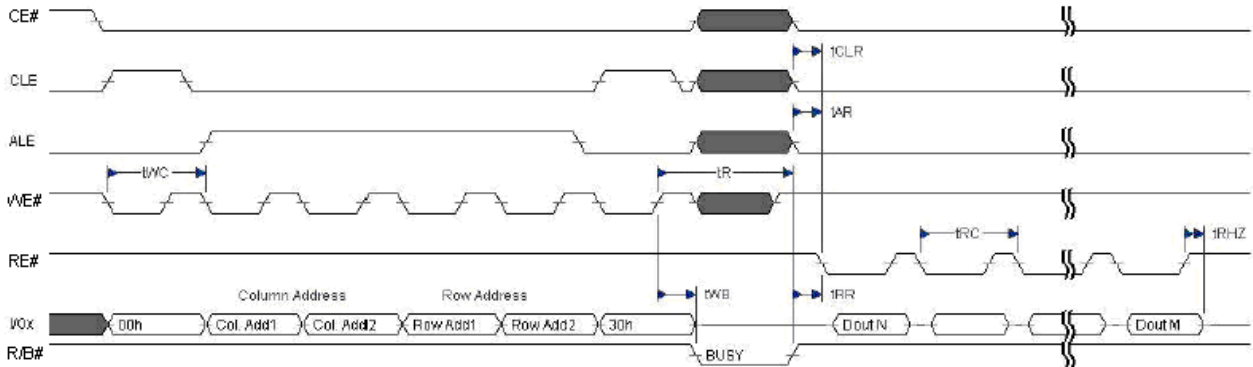 CE#
CLE
tCLR
ALE
tAR
WE#
tWC
tR
RE#
tRC
tRHZ
Column Address
Row Address
tWB
tRR
I/Ox
00h
Col. Add1
Col. Add2
Row Add1
Row Add2
30h
Dout N
Dout M
R/B#
BUSY